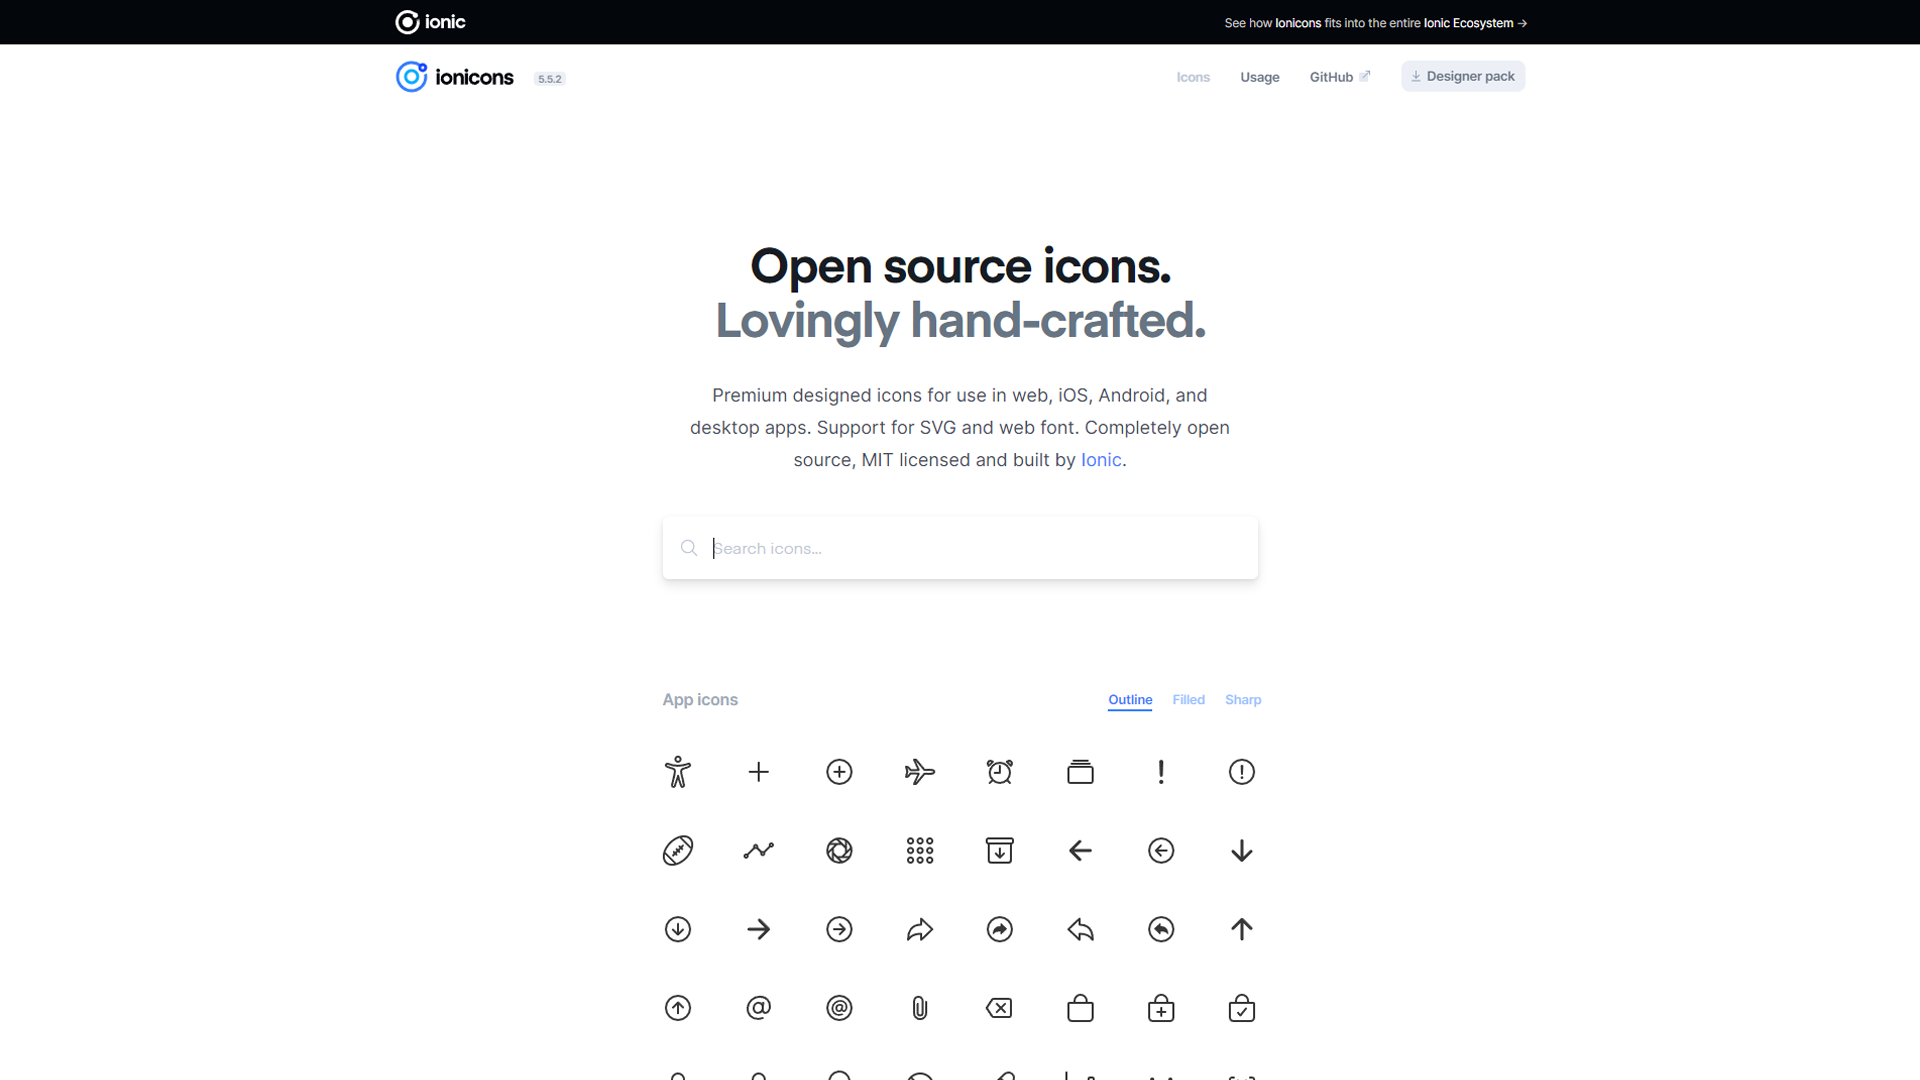 ionic
See how Ionicons fits into the entire Ionic Ecosystem →
ionicons 5.5.2
Icons Usage GitHub Designer pack
Open source icons.
Lovingly hand-crafted.
Premium designed icons for use in web, iOS, Android, and
desktop apps. Support for SVG and web font. Completely open
source, MIT licensed and built by Ionic.
Search icons...
App icons
Outline Filled Sharp